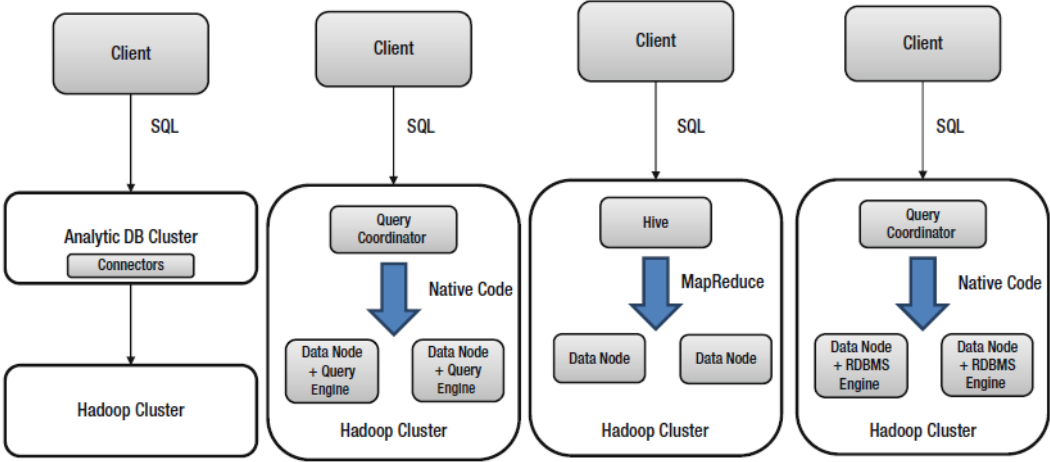 Client
SQL
Analytic DB Cluster
Connectors
Hadoop Cluster
Client
SQL
Query
Coordinator
Native Code
Data Node
+ Query
Engine
Data Node
+ Query
Engine
Hadoop Cluster
Client
SQL
Hive
MapReduce
Data Node
Data Node
Hadoop Cluster
Client
SQL
Query
Coordinator
Native Code
Data Node
+ RDBMS
Engine
Data Node
+ RDBMS
Engine
Hadoop Cluster